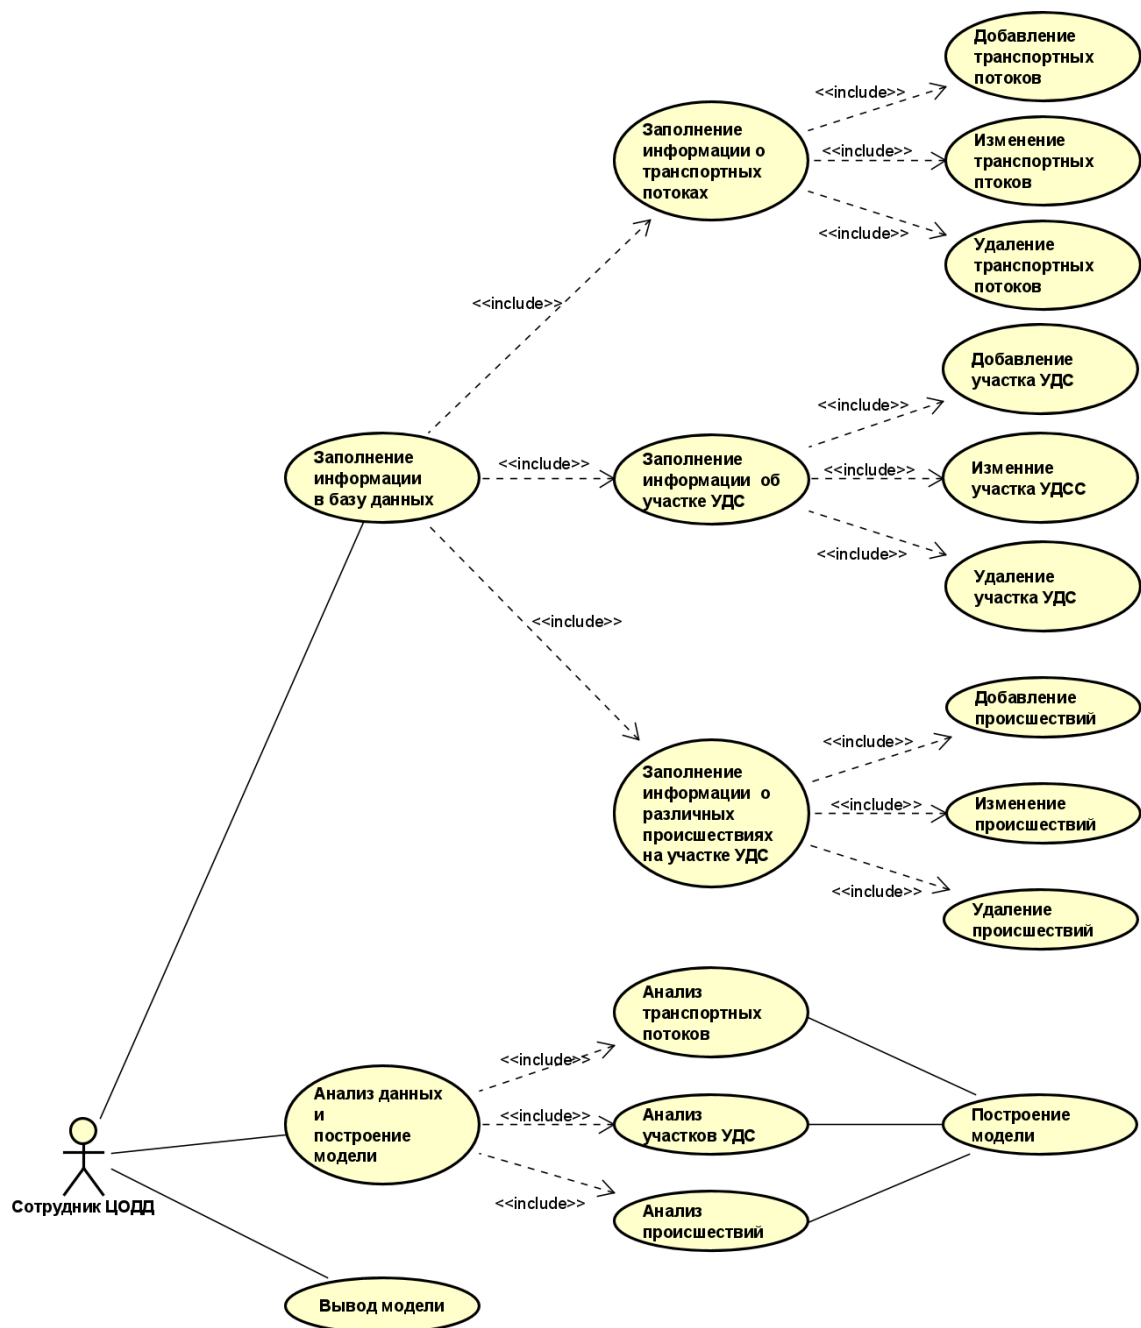 Добавление
транспортных
потоков
<<include>>
Заполнение
информации о
транспортных
потоках
<<include>>
Изменение
транспортных
птоков
<<include>>
Удаление
транспортных
потоков
<<include>>
Добавление
участка УДС
<<include>>
Заполнение
информации
в базу данных
<<include>>
Заполнение
информации об
участке УДС
<<include>>
Изменние
участка УДСС
<<include>>
Удаление
участка УДС
<<include>>
Добавление
происшествий
<<include>>
Заполнение
информации о
различных
происшествиях
на участке УДС
<<include>>
Изменение
происшествий
<<include>>
Удаление
происшествий
Анализ
транспортных
потоков
<<include>>
Анализ данных
и
построение
модели
<<include>>
Анализ
участков УДС
Построение
модели
<<include>>
Анализ
происшествий
Сотрудник ЦОДД
Вывод модели